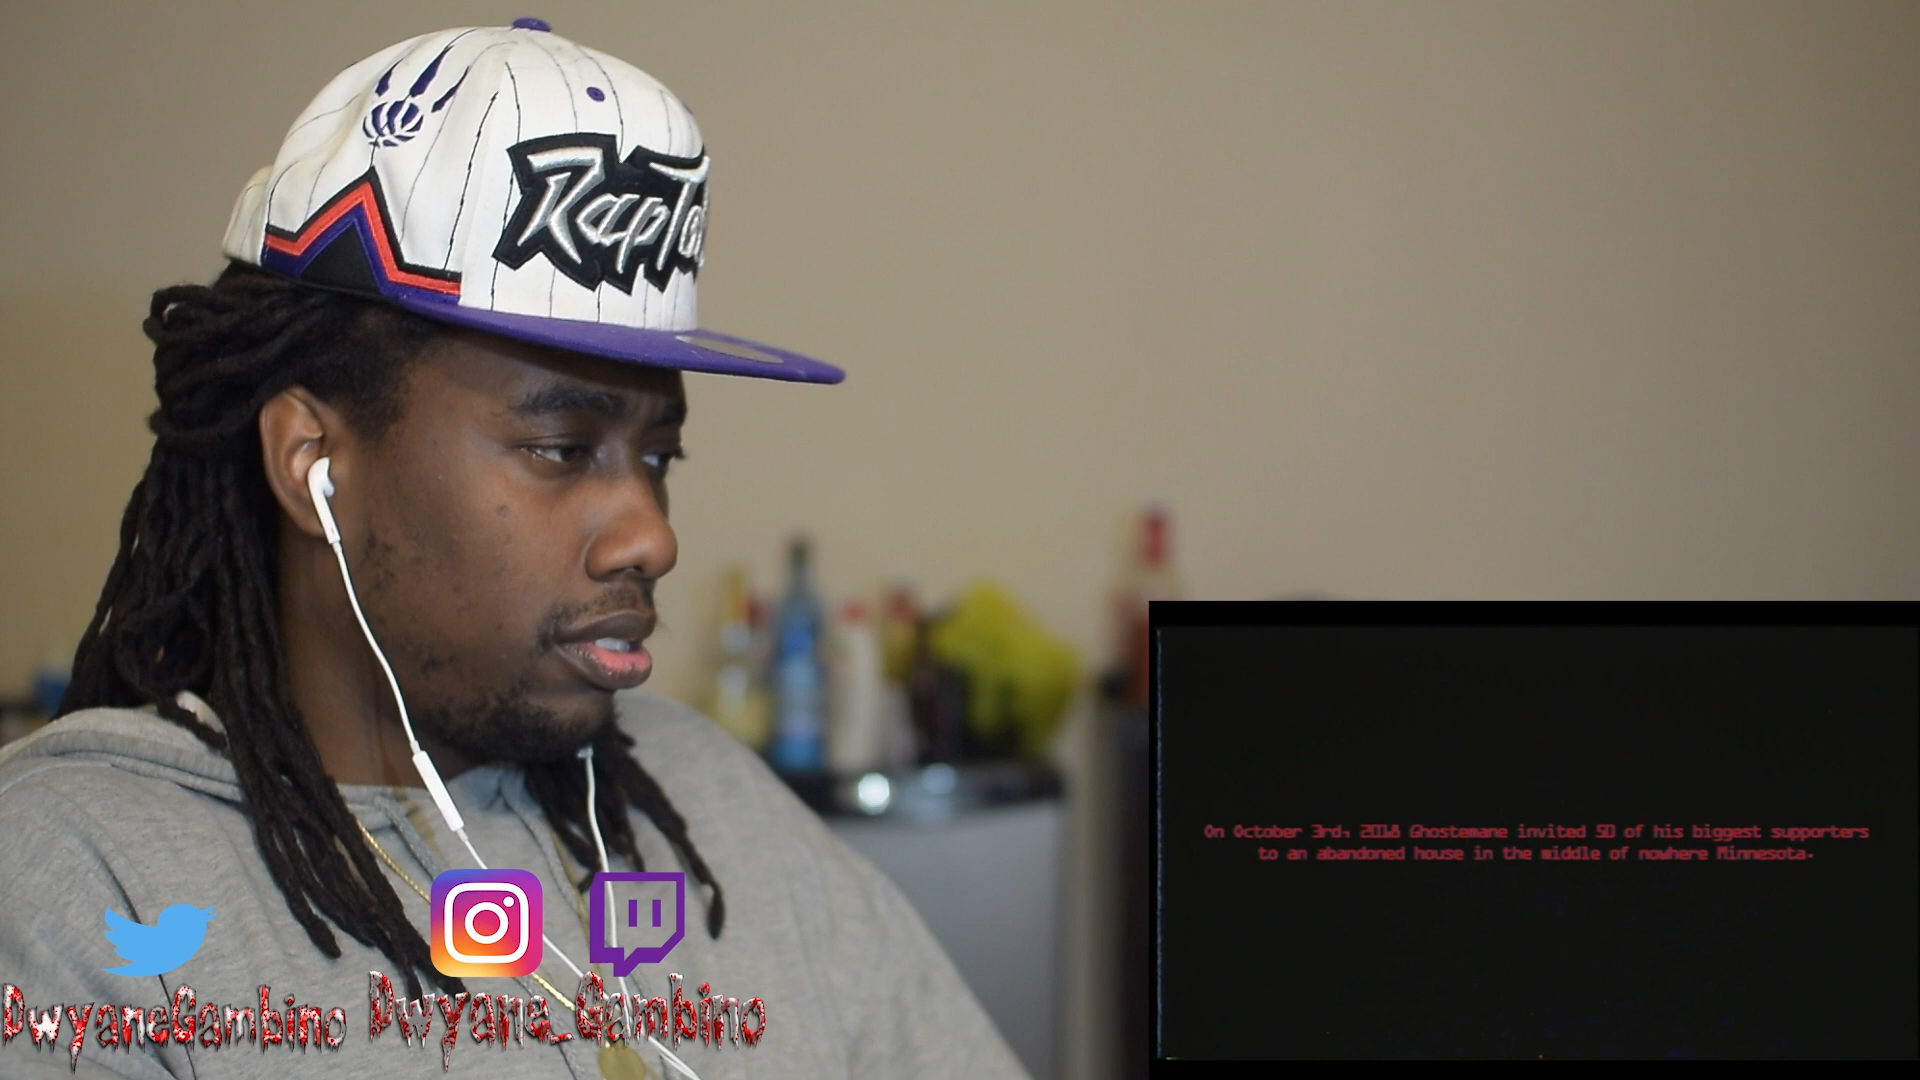 Raptors
On October 3rd, 2018 Ghostemane invited 50 of his biggest supporters
to an abandoned house in the middle of nowhere Minnesota.
DwyaneGambino
Dwyane_Gambino